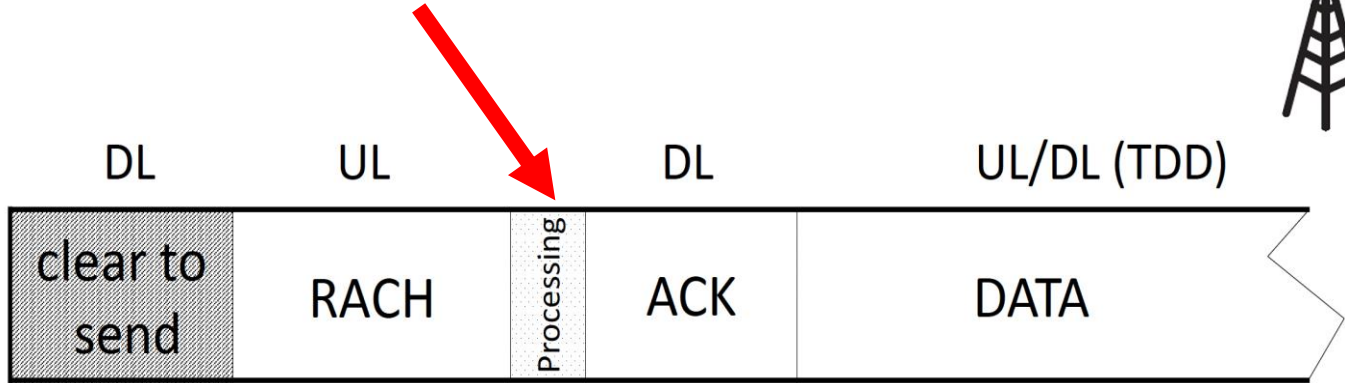 DL UL DL UL/DL (TDD)
clear to
send
RACH
Processing
ACK
DATA